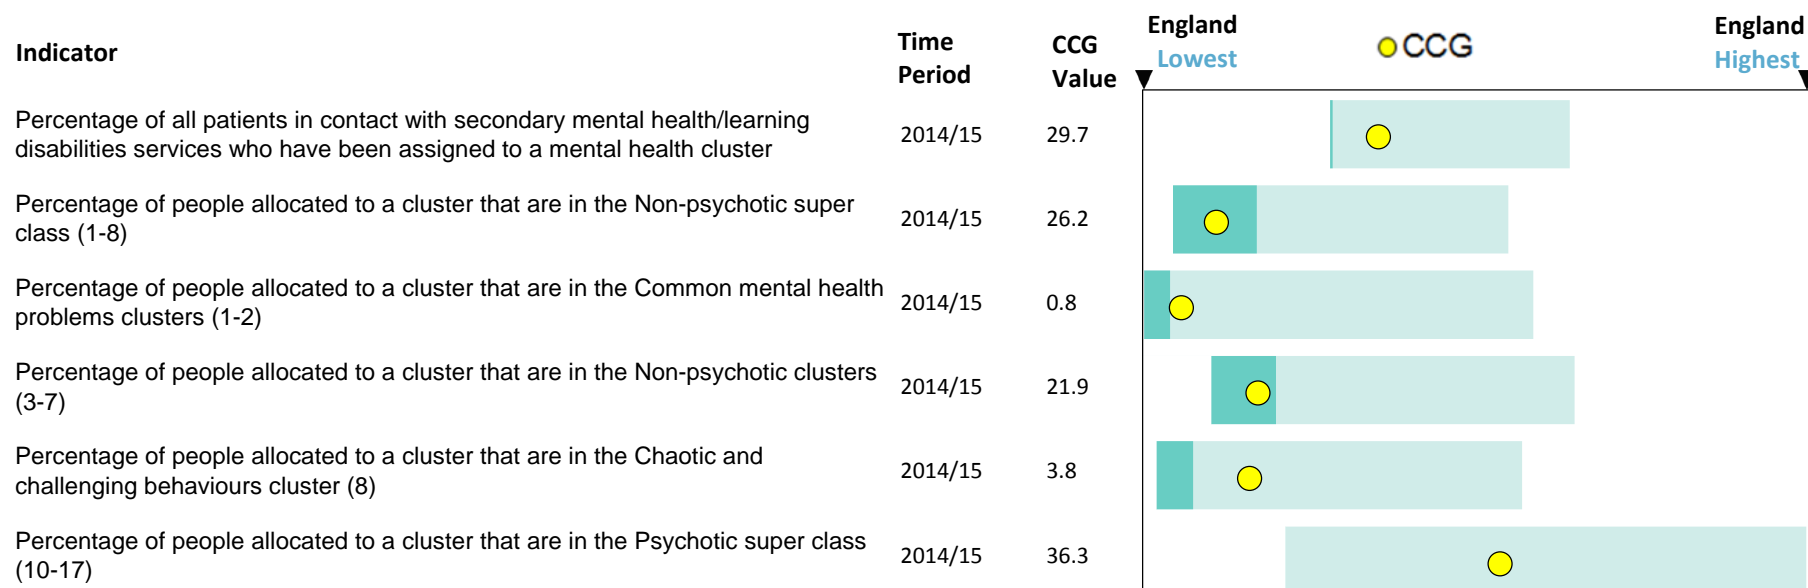 Indicator
Time Period
CCG Value
England Lowest
CCG
England Highest
Percentage of all patients in contact with secondary mental health/learning
disabilities services who have been assigned to a mental health cluster
2014/15
29.7
Percentage of people allocated to a cluster that are in the Non-psychotic super
class (1-8)
2014/15
26.2
Percentage of people allocated to a cluster that are in the Common mental health
problems clusters (1-2)
2014/15
0.8
Percentage of people allocated to a cluster that are in the Non-psychotic clusters
(3-7)
2014/15
21.9
Percentage of people allocated to a cluster that are in the Chaotic and
challenging behaviours cluster (8)
2014/15
3.8
Percentage of people allocated to a cluster that are in the Psychotic super class
(10-17)
2014/15
36.3